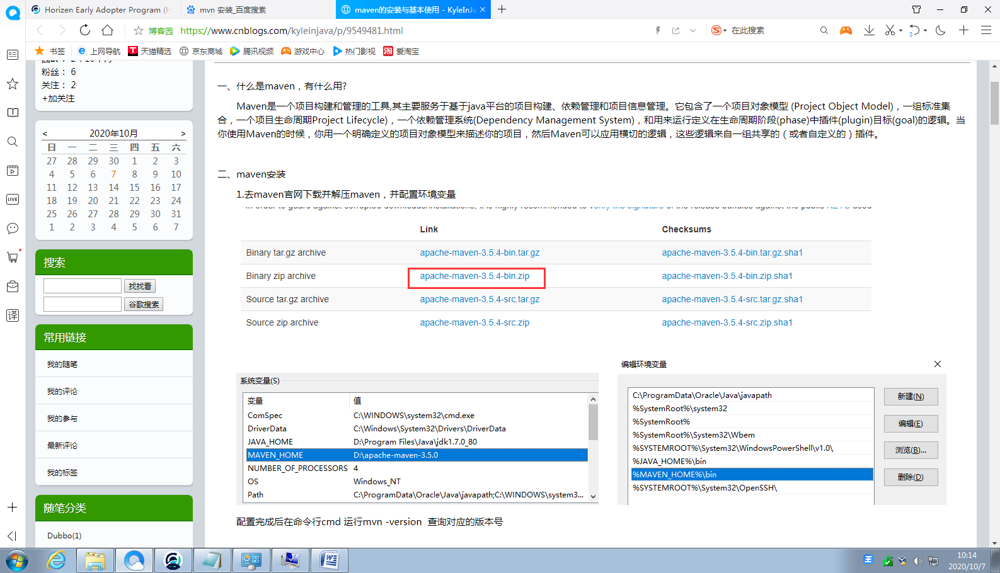 Horizen Early Adopter Program (H
mvn 安装_百度搜索
maven的安装与基本使用 - KyleInJa
博客园
https://www.cnblogs.com/kyleinjava/p/9549481.html
在此搜索
书签
上网导航
天猫精选
京东商城
腾讯视频
游戏中心
热门影视
爱淘宝
粉丝： 6
关注： 2
+加关注
< 2020年10月 >
日 一 二 三 四 五 六
27 28 29 30 1 2 3
4 5 6 7 8 9 10
11 12 13 14 15 16 17
18 19 20 21 22 23 24
25 26 27 28 29 30 31
1 2 3 4 5 6 7
搜索
找找看
谷歌搜索
常用链接
我的随笔
我的评论
我的参与
最新评论
我的标签
随笔分类
Dubbo(1)
一、什么是maven，有什么用?
Maven是一个项目构建和管理的工具,其主要服务于基于java平台的项目构建、依赖管理和项目信息管理。它包含了一个项目对象模型 (Project Object Model)，一组标准集
合，一个项目生命周期Project Lifecycle)，一个依赖管理系统(Dependency Management System)，和用来运行定义在生命周期阶段(phase)中插件(plugin)目标(goal)的逻辑。当
你使用Maven的时候，你用一个明确定义的项目对象模型来描述你的项目，然后Maven可以应用横切的逻辑，这些逻辑来自一组共享的（或者自定义的）插件。
二、maven安装
1.去maven官网下载并解压maven，并配置环境变量
In order to guard against corrupted downloads/installations, it is highly recommended to verify the signature of the release bundles against the public KEYS used
Link Checksums
Binary tar.gz archive apache-maven-3.5.4-bin.tar.gz apache-maven-3.5.4-bin.tar.gz.sha1
Binary zip archive apache-maven-3.5.4-bin.zip apache-maven-3.5.4-bin.zip.sha1
Source tar.gz archive apache-maven-3.5.4-src.tar.gz apache-maven-3.5.4-src.tar.gz.sha1
Source zip archive apache-maven-3.5.4-src.zip apache-maven-3.5.4-src.zip.sha1
系统变量(S)
变量 值
ComSpec C:\WINDOWS\system32\cmd.exe
DriverData C:\Windows\System32\Drivers\DriverData
JAVA_HOME D:\Program Files\Java\jdk1.7.0_80
MAVEN_HOME D:\apache-maven-3.5.0
NUMBER_OF_PROCESSORS 4
OS Windows_NT
Path C:\ProgramData\Oracle\Java\javapath;C:\WINDOWS\system3...
编辑环境变量
C:\ProgramData\Oracle\Java\javapath
%SystemRoot%\system32
%SystemRoot%
%SystemRoot%\System32\Wbem
%SYSTEMROOT%\System32\WindowsPowerShell\v1.0\
%JAVA_HOME%\bin
%MAVEN_HOME%\bin
%SYSTEMROOT%\System32\OpenSSH\
新建(N)
编辑(E)
浏览(B)...
删除(D)
配置完成后在命令行cmd 运行mvn -version 查询对应的版本号
LIVE
译
10:14
2020/10/7